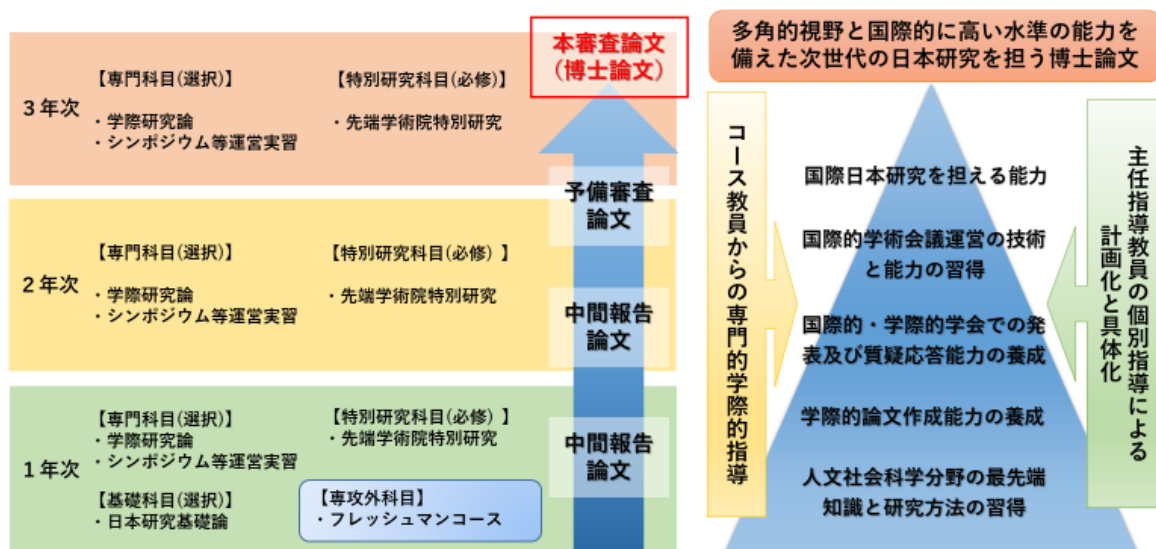 本審査論文
(博士論文)
3年次
【専門科目(選択)】
・学際研究論
・シンポジウム等運営実習
【特別研究科目(必修)】
・先端学術院特別研究
予備審査
論文
2年次
【専門科目(選択)】
・学際研究論
・シンポジウム等運営実習
【特別研究科目(必修)】
・先端学術院特別研究
中間報告
論文
1年次
【専門科目(選択)】
・学際研究論
・シンポジウム等運営実習
【特別研究科目(必修)】
・先端学術院特別研究
【基礎科目(選択)】
・日本研究基礎論
【専攻外科目】
・フレッシュマンコース
中間報告
論文
多角的視野と国際的に高い水準の能力を
備えた次世代の日本研究を担う博士論文
コース教員からの専門的学際的指導
国際日本研究を担える能力
国際的学術会議運営の技術
と能力の習得
国際的・学際的学会での発
表及び質疑応答能力の養成
学際的論文作成能力の養成
人文社会科学分野の最先端
知識と研究方法の習得
主任指導教員の個別指導による
計画化と具体化